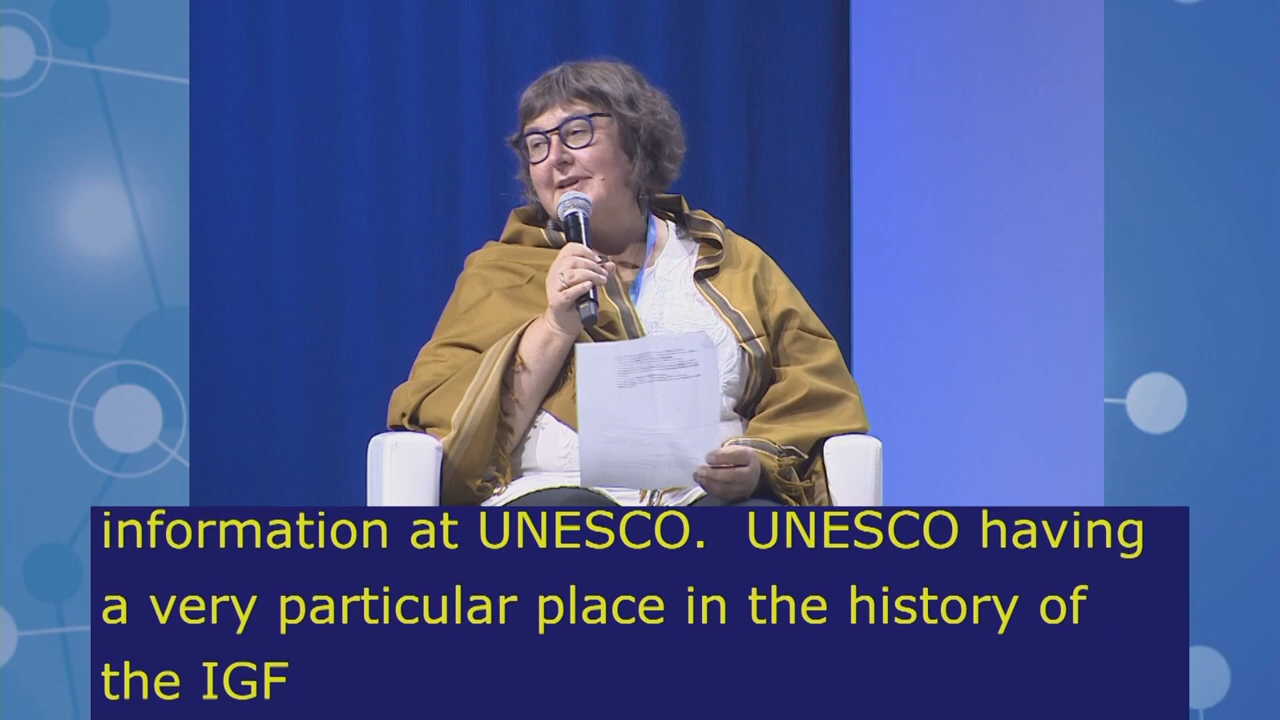 information at UNESCO.  UNESCO having
a very particular place in the history of
the IGF